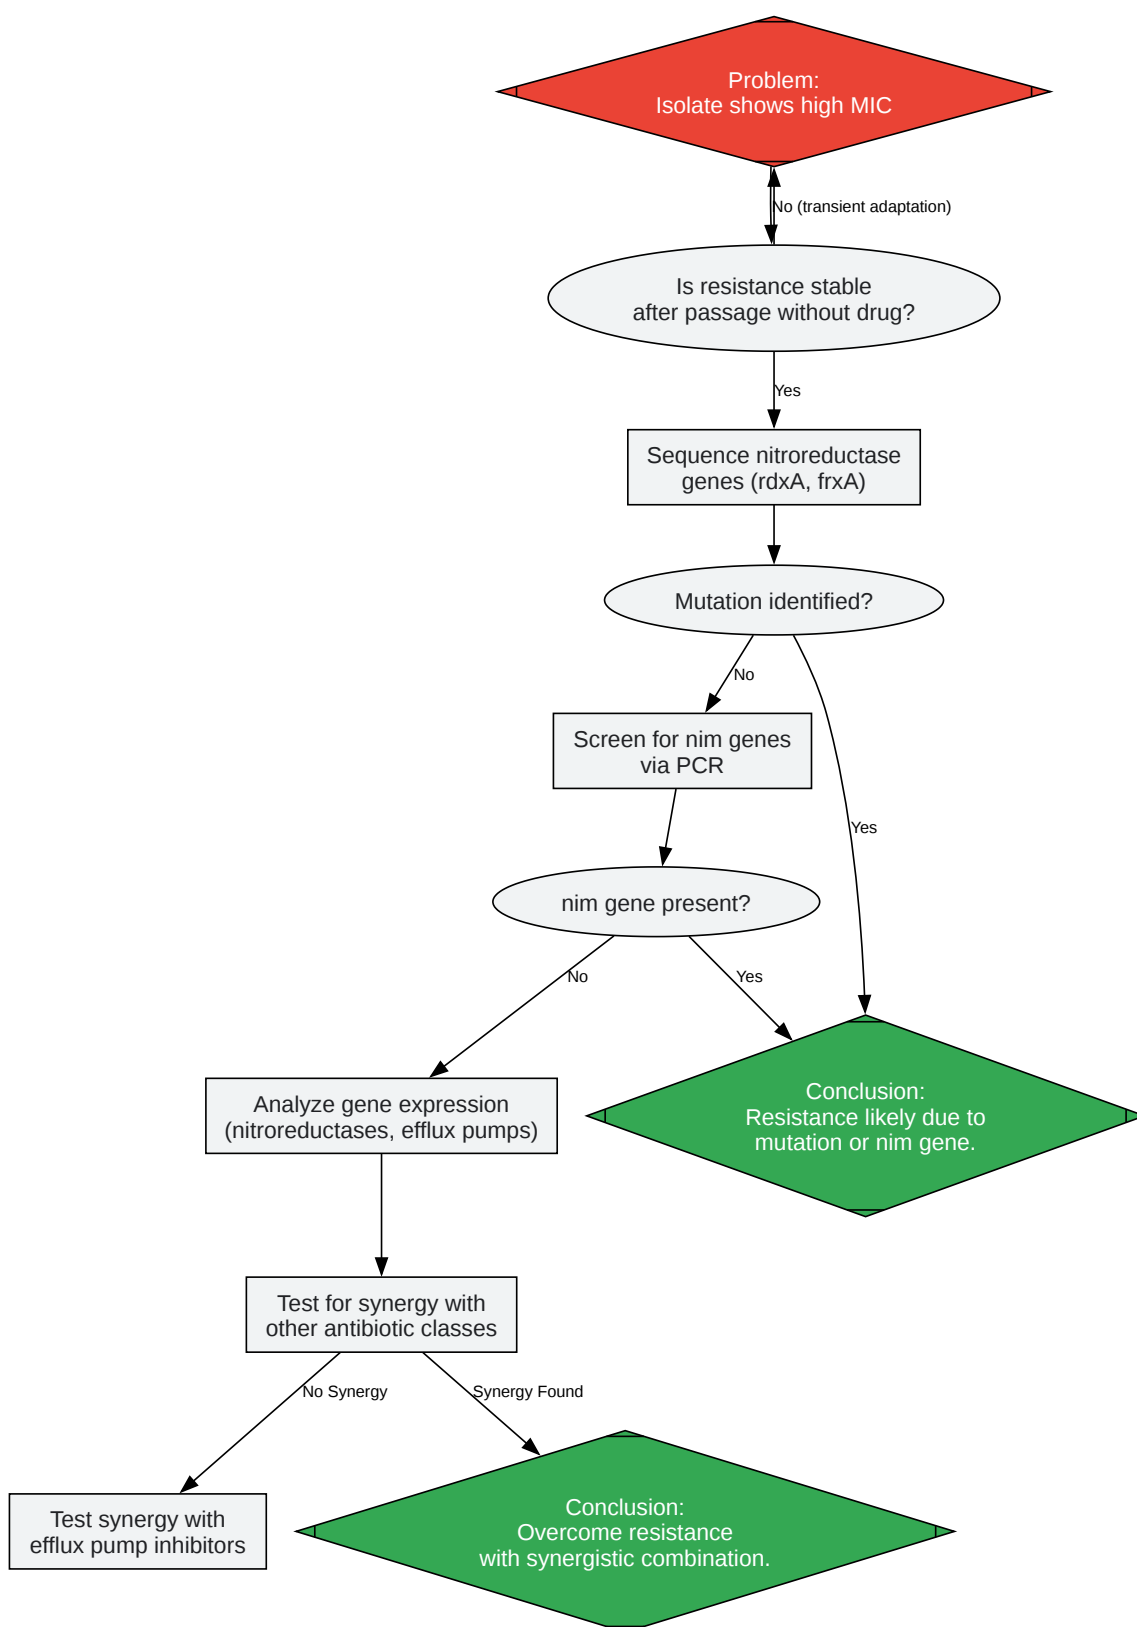 Problem:
Isolate shows high MIC
No (transient adaptation)
Is resistance stable
after passage without drug?
Yes
Sequence nitroreductase
genes (rdxA, frxA)
Mutation identified?
No
Screen for nim genes
via PCR
Yes
nim gene present?
No
Yes
Analyze gene expression
(nitroreductases, efflux pumps)
Conclusion:
Resistance likely due to
mutation or nim gene.
Test for synergy with
other antibiotic classes
No Synergy
Synergy Found
Test synergy with
efflux pump inhibitors
Conclusion:
Overcome resistance
with synergistic combination.